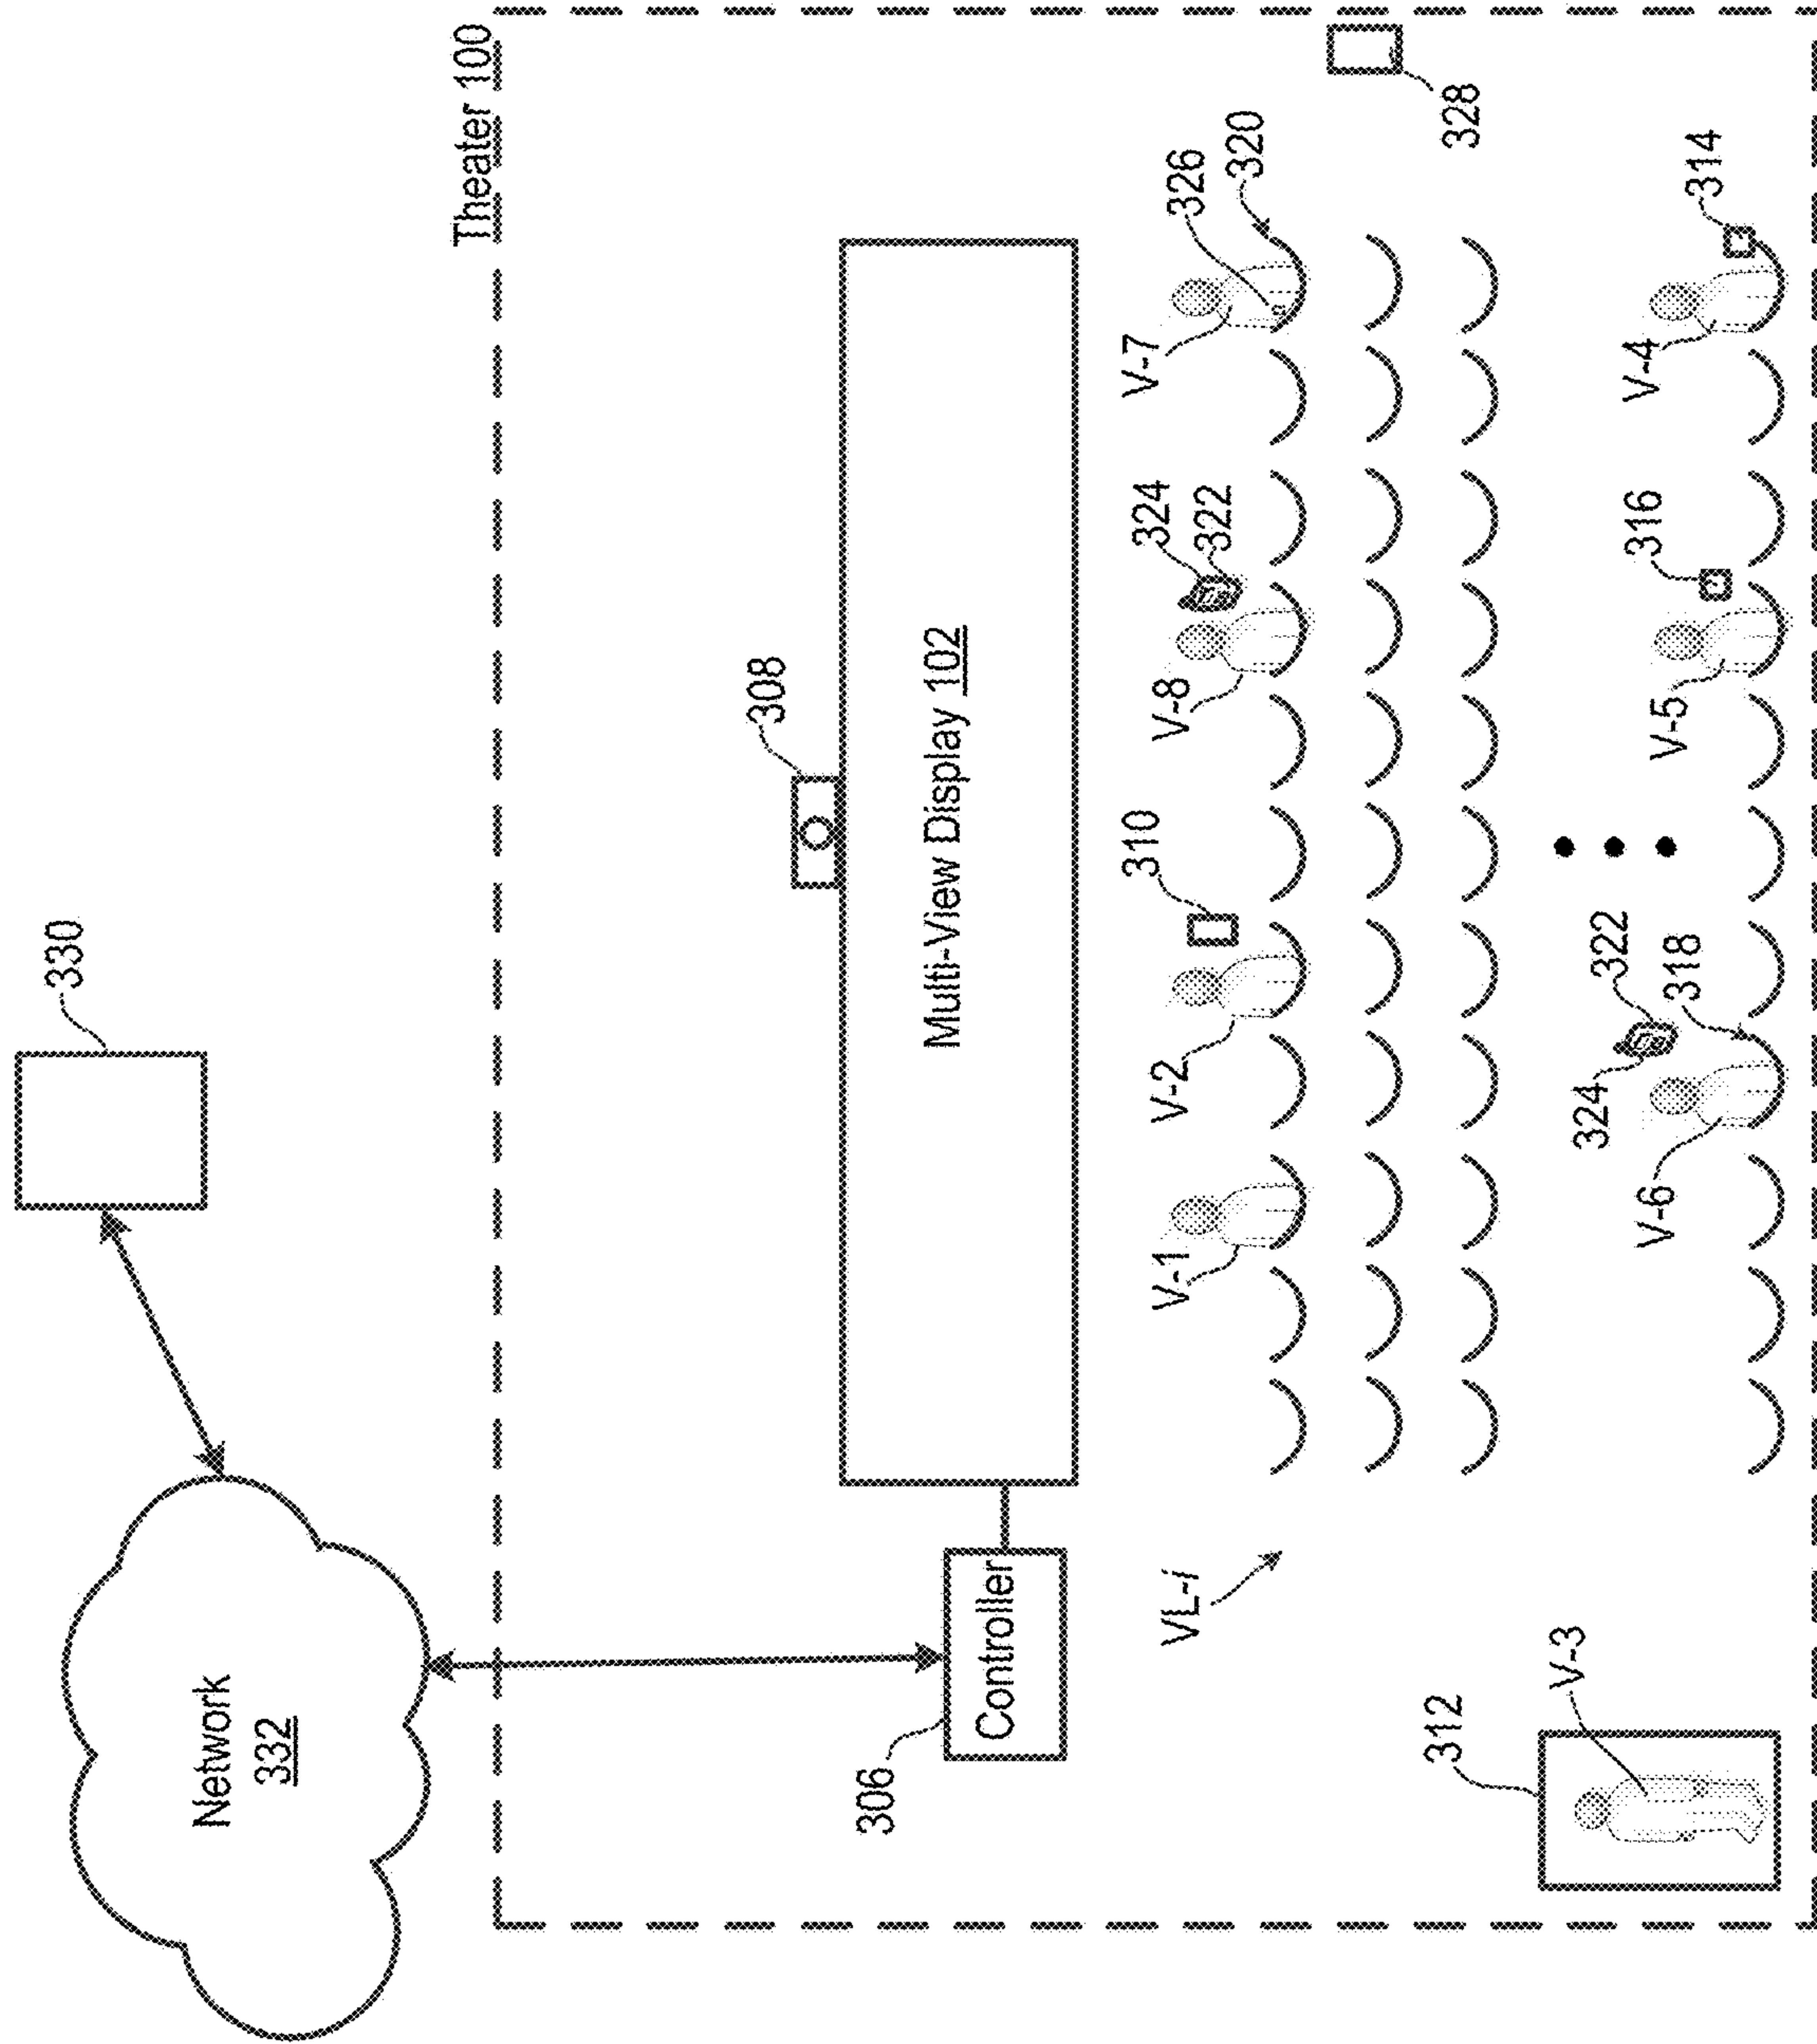 330
Network
332
Theater 100
308
Multi-View Display 102
306
Controller
VL-i
V-1
V-2
310
V-8
324
322
V-7
326
320
328
312
V-3
V-6
324
322
318
V-5
316
V-4
314